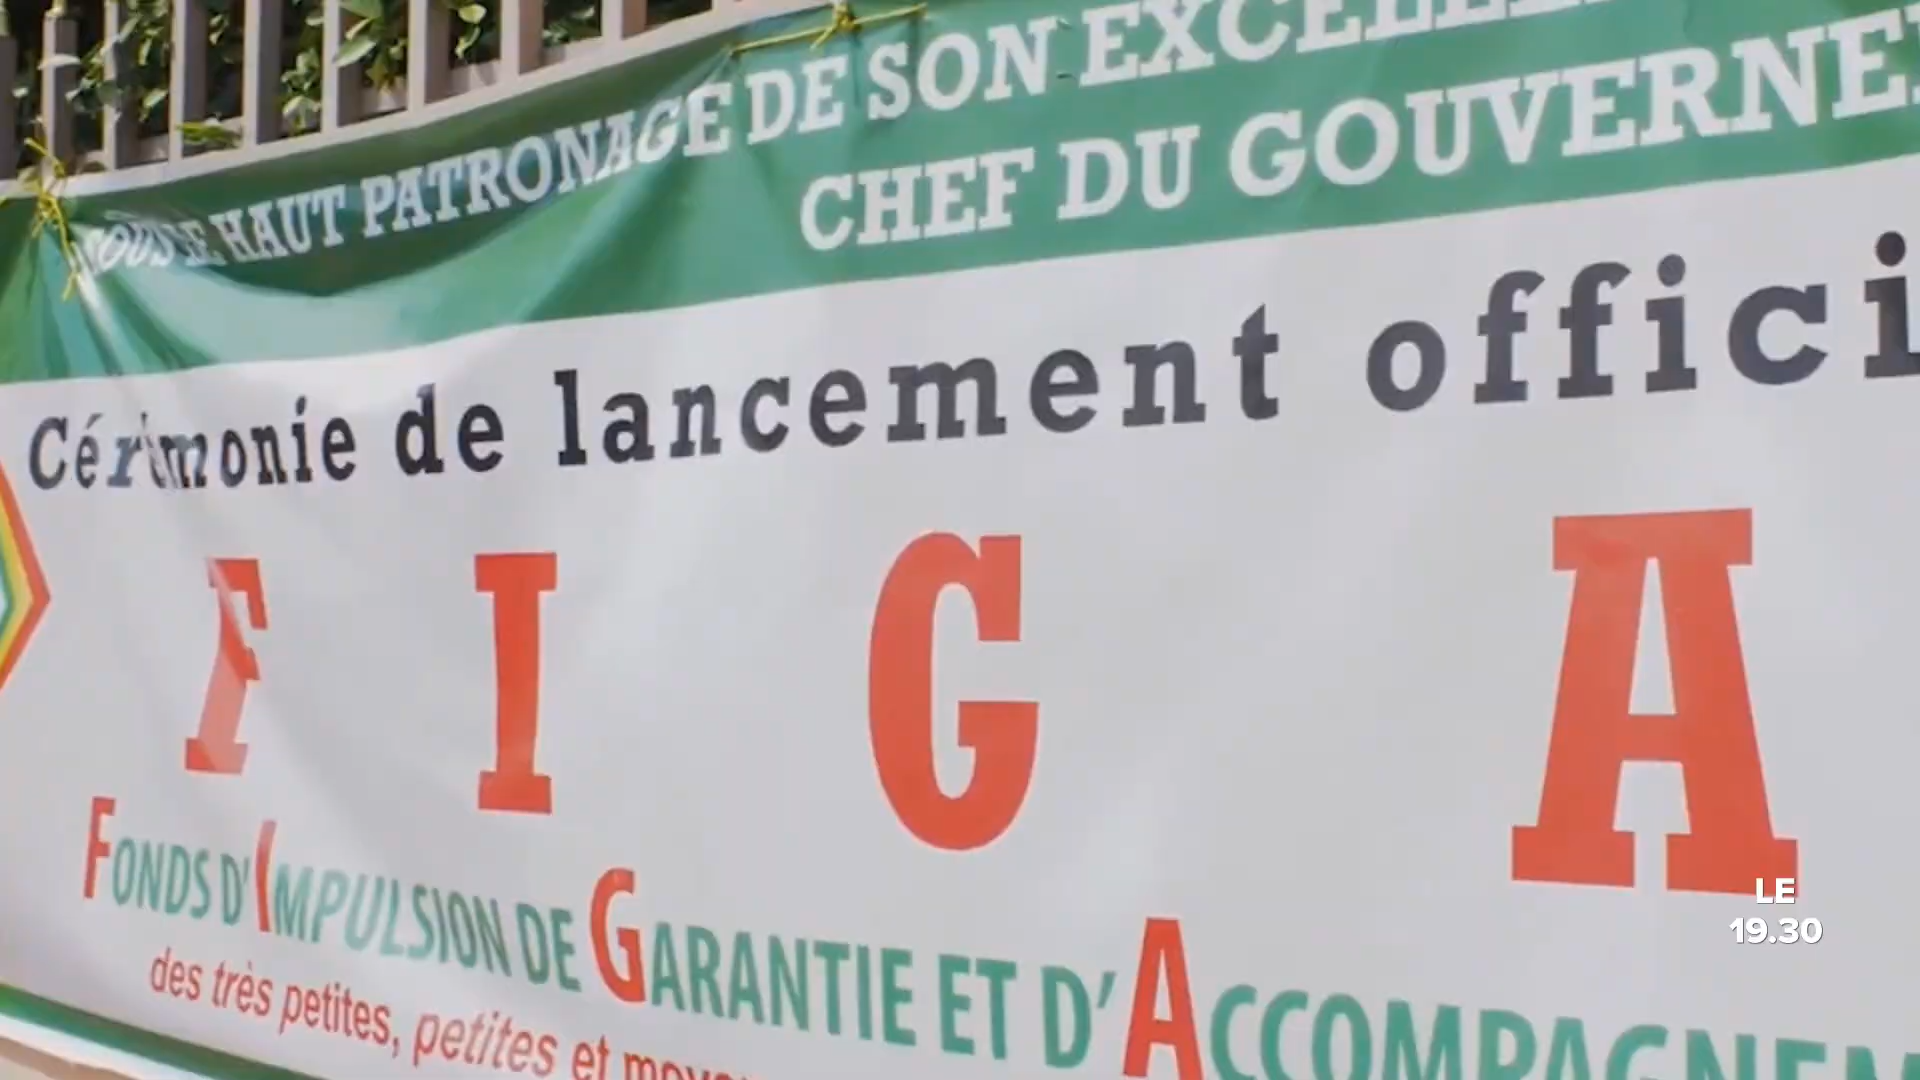 SOUS LE HAUT PATRONAGE DE SON EXCELLEN
CHEF DU GOUVERNE
Cérémonie de lancement offici
F I G A
FONDS D'IMPULSION DE GARANTIE ET D'ACCOMPAGNEM
des très petites, petites et moye
LE
19.30